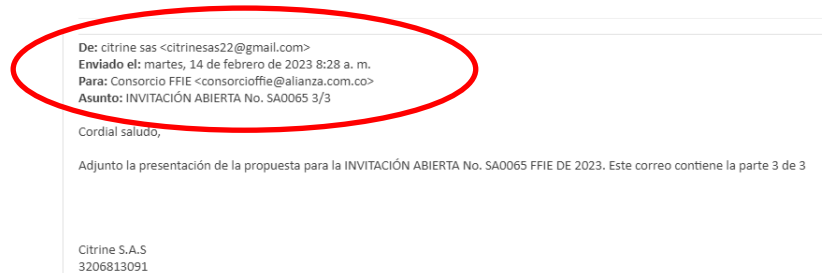 De: citrine sas <citrinesas22@gmail.com>
Enviado el: martes, 14 de febrero de 2023 8:28 a. m.
Para: Consorcio FFIE <consorcioffie@alianza.com.co>
Asunto: INVITACIÓN ABIERTA No. SA0065 3/3
Cordial saludo,
Adjunto la presentación de la propuesta para la INVITACIÓN ABIERTA No. SA0065 FFIE DE 2023. Este correo contiene la parte 3 de 3
Citrine S.A.S
3206813091